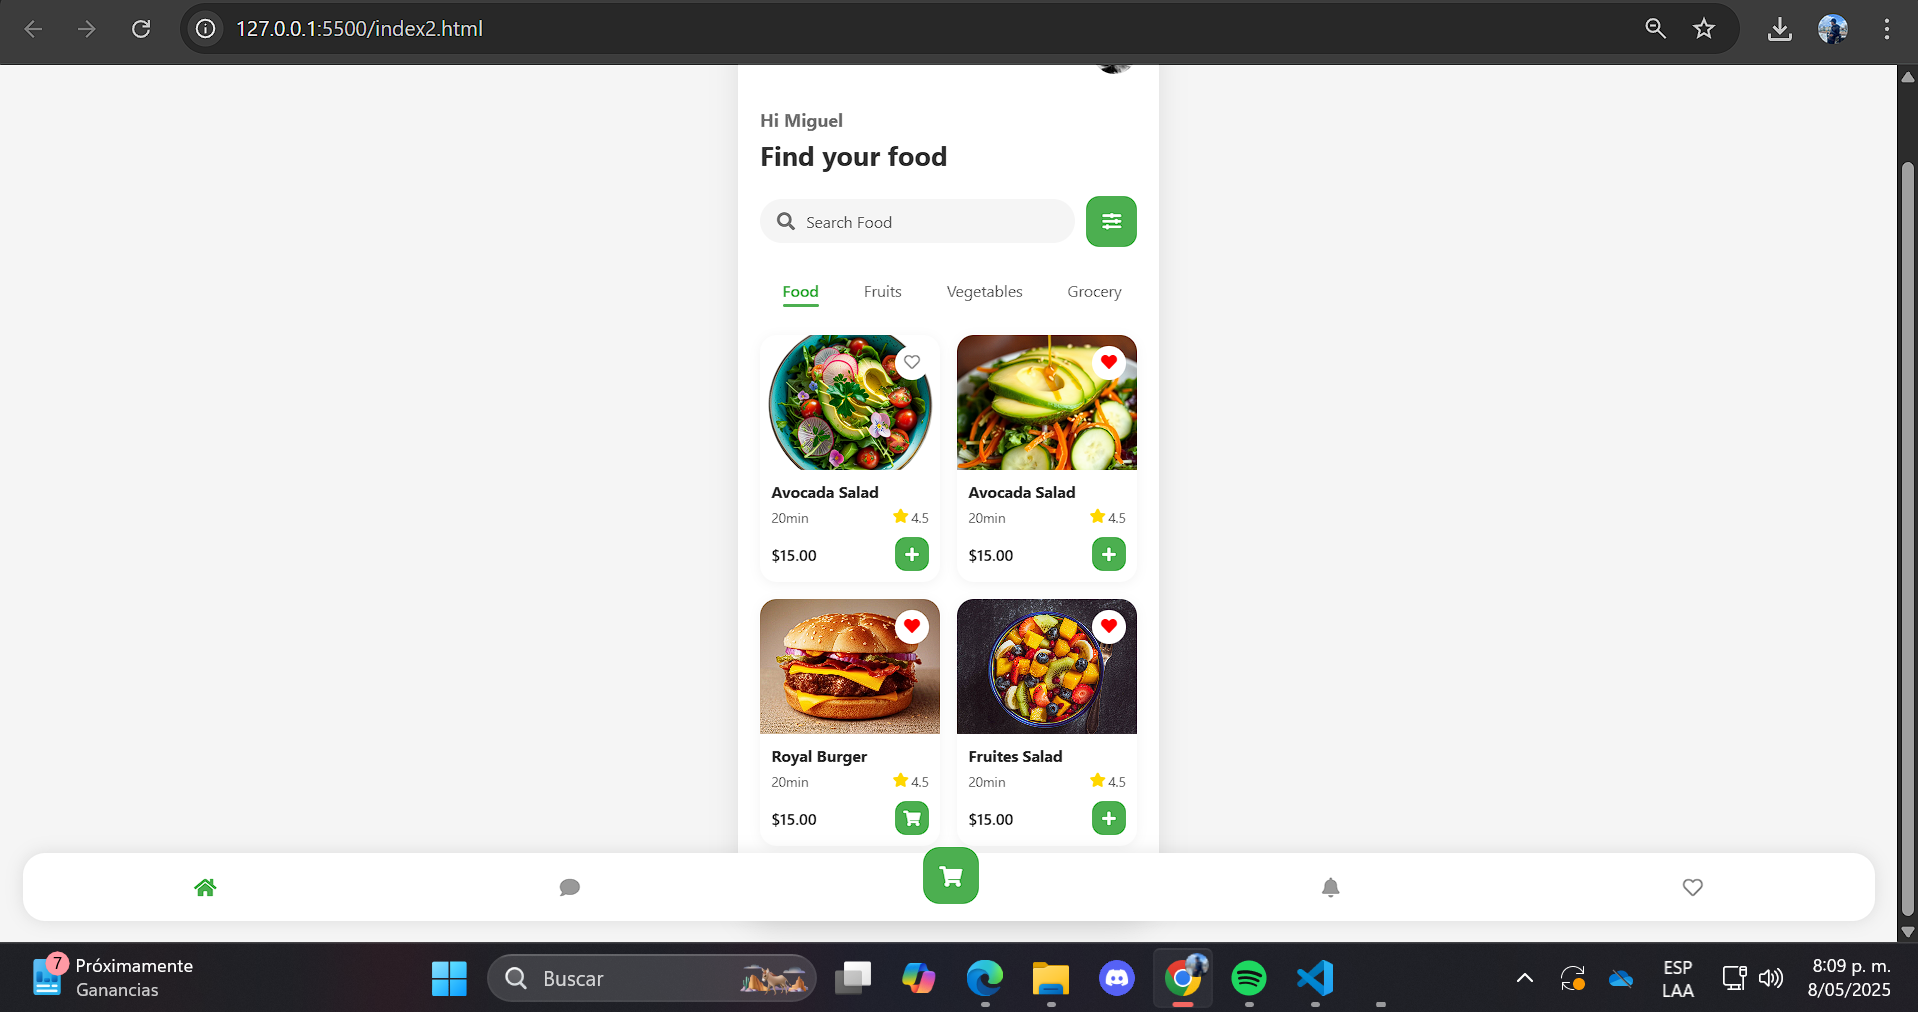 127.0.0.1:5500/index2.html
Hi Miguel
Find your food
Search Food
Food Fruits Vegetables Grocery
Avocada Salad Avocada Salad
20min 4.5 20min 4.5
$15.00 $15.00
Royal Burger Fruites Salad
20min 4.5 20min 4.5
$15.00 $15.00
7 Próximamente
Ganancias
Buscar
ESP
LAA
8:09 p. m.
8/05/2025